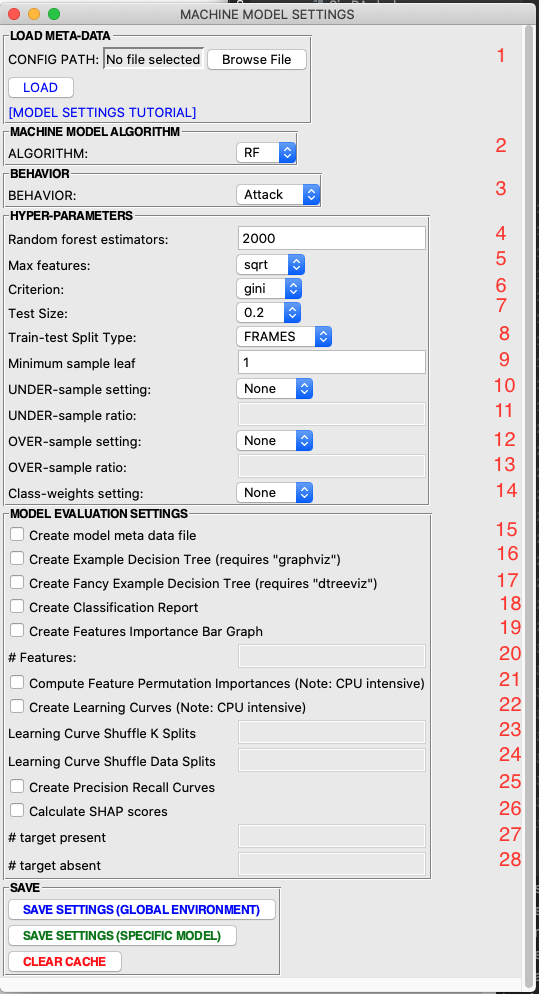 MACHINE MODEL SETTINGS
LOAD META-DATA
CONFIG PATH: No file selected Browse File 1
LOAD
[MODEL SETTINGS TUTORIAL]
MACHINE MODEL ALGORITHM
ALGORITHM: RF 2
BEHAVIOR
BEHAVIOR: Attack 3
HYPER-PARAMETERS
Random forest estimators: 2000 4
Max features: sqrt 5
Criterion: gini 6
Test Size: 0.2 7
Train-test Split Type: FRAMES 8
Minimum sample leaf 1 9
UNDER-sample setting: None 10
UNDER-sample ratio: 11
OVER-sample setting: None 12
OVER-sample ratio: 13
Class-weights setting: None 14
MODEL EVALUATION SETTINGS
Create model meta data file 15
Create Example Decision Tree (requires "graphviz") 16
Create Fancy Example Decision Tree (requires "dtreeviz") 17
Create Classification Report 18
Create Features Importance Bar Graph 19
# Features: 20
Compute Feature Permutation Importances (Note: CPU intensive) 21
Create Learning Curves (Note: CPU intensive) 22
Learning Curve Shuffle K Splits 23
Learning Curve Shuffle Data Splits 24
Create Precision Recall Curves 25
Calculate SHAP scores 26
# target present 27
# target absent 28
SAVE
SAVE SETTINGS (GLOBAL ENVIRONMENT)
SAVE SETTINGS (SPECIFIC MODEL)
CLEAR CACHE